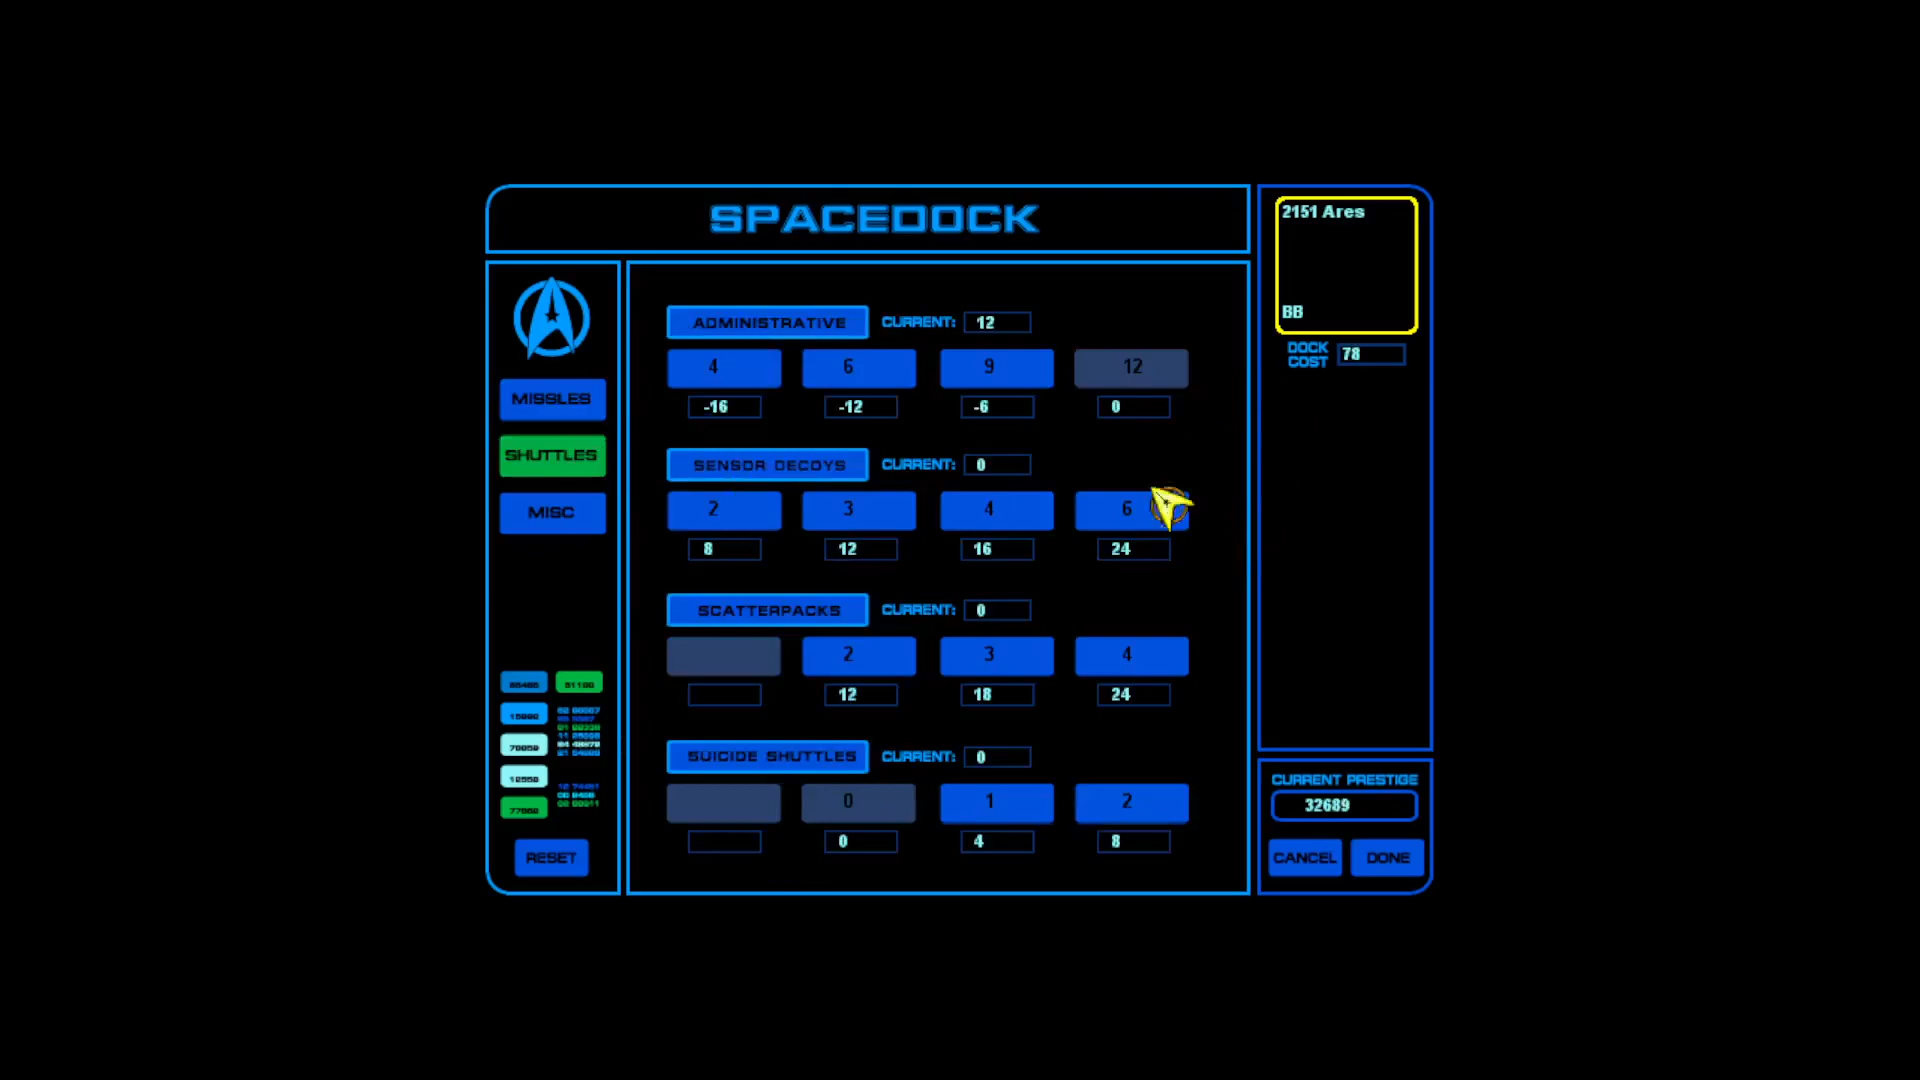 SPACEDOCK
2151 Ares
BB
DOCK COST 78
MISSLES
SHUTTLES
MISC
ADMINISTRATIVE CURRENT: 12
4 6 9 12
-16 -12 -6 0
SENSOR DECOYS CURRENT: 0
2 3 4 6
8 12 16 24
SCATTERPACKS CURRENT: 0
2 3 4
12 18 24
SUICIDE SHUTTLES CURRENT: 0
0 1 2
0 4 8
RESET
CURRENT PRESTIGE
32689
CANCEL DONE